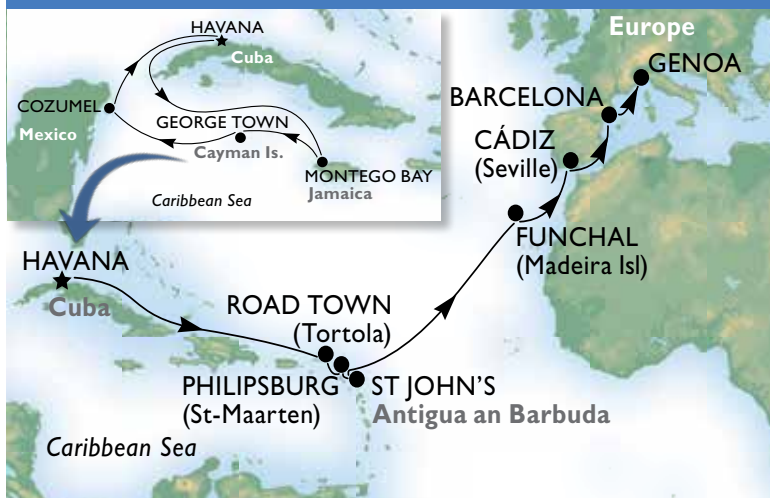 HAVANA
Cuba
COZUMEL
Mexico
GEORGE TOWN
Cayman Is.
MONTEGO BAY
Jamaica
Caribbean Sea
Europe
GENOA
BARCELONA
CÁDIZ
(Seville)
FUNCHAL
(Madeira Isl)
HAVANA
Cuba
ROAD TOWN
(Tortola)
PHILIPSBURG
(St-Maarten)
ST JOHN'S
Antigua an Barbuda
Caribbean Sea